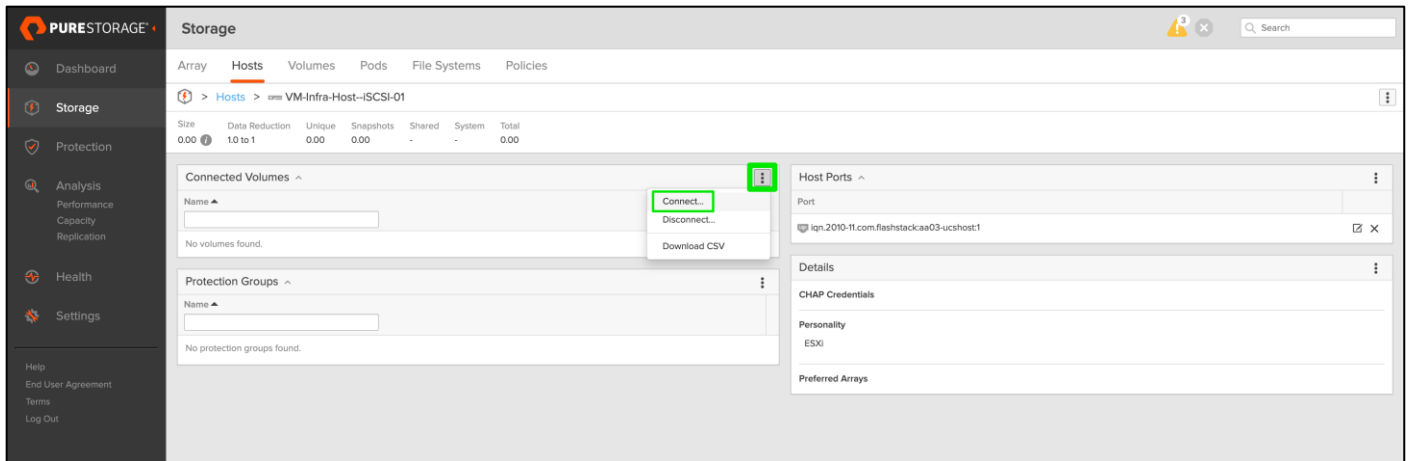 PURESTORAGE®
Storage
3
Search
Dashboard
Storage
Protection
Analysis
Performance
Capacity
Replication
Health
Settings
Help
End User Agreement
Terms
Log Out
Array Hosts Volumes Pods File Systems Policies
> Hosts > VM-Infra-Host--iSCSI-01
Size Data Reduction Unique Snapshots Shared System Total
0.00 1.0 to 1 0.00 0.00 - - 0.00
Connected Volumes
Name
No volumes found.
Connect...
Disconnect...
Download CSV
Protection Groups
Name
No protection groups found.
Host Ports
Port
iqn.2010-11.com.flashstack:aa03-ucshost:1
Details
CHAP Credentials
Personality
ESXi
Preferred Arrays